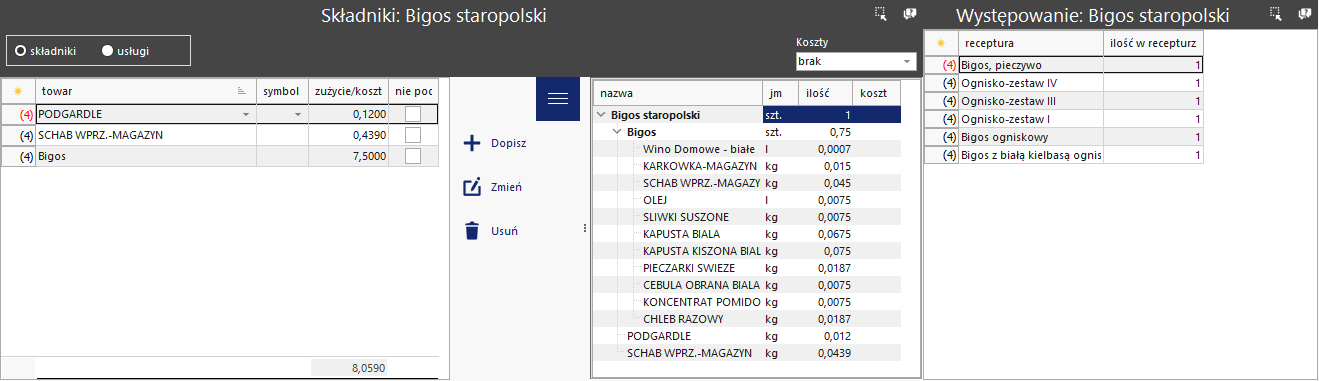 Składniki: Bigos staropolski
składniki usługi
Koszty
brak
towar symbol zużycie/koszt nie poc
(4) PODGARDLE 0,1200
(4) SCHAB WPRZ.-MAGAZYN 0,4390
(4) Bigos 7,5000
8,0590
Dopisz
Zmień
Usuń
nazwa jm ilość koszt
Bigos staropolski szt. 1
Bigos szt. 0,75
Wino Domowe - białe l 0,0007
KARKOWKA-MAGAZYN kg 0,015
SCHAB WPRZ.-MAGAZY kg 0,045
OLEJ l 0,0075
SLIWKI SUSZONE kg 0,0075
KAPUSTA BIALA kg 0,0675
KAPUSTA KISZONA BIAL kg 0,075
PIECZARKI SWIEZE kg 0,0187
CEBULA OBRANA BIALA kg 0,0075
KONCENTRAT POMIDO kg 0,0075
CHLEB RAZOWY kg 0,0187
PODGARDLE kg 0,012
SCHAB WPRZ.-MAGAZYN kg 0,0439
Występowanie: Bigos staropolski
receptura ilość w recepturz
(4) Bigos, pieczywo 1
(4) Ognisko-zestaw IV 1
(4) Ognisko-zestaw III 1
(4) Ognisko-zestaw I 1
(4) Bigos ogniskowy 1
(4) Bigos z białą kielbasą ognis 1